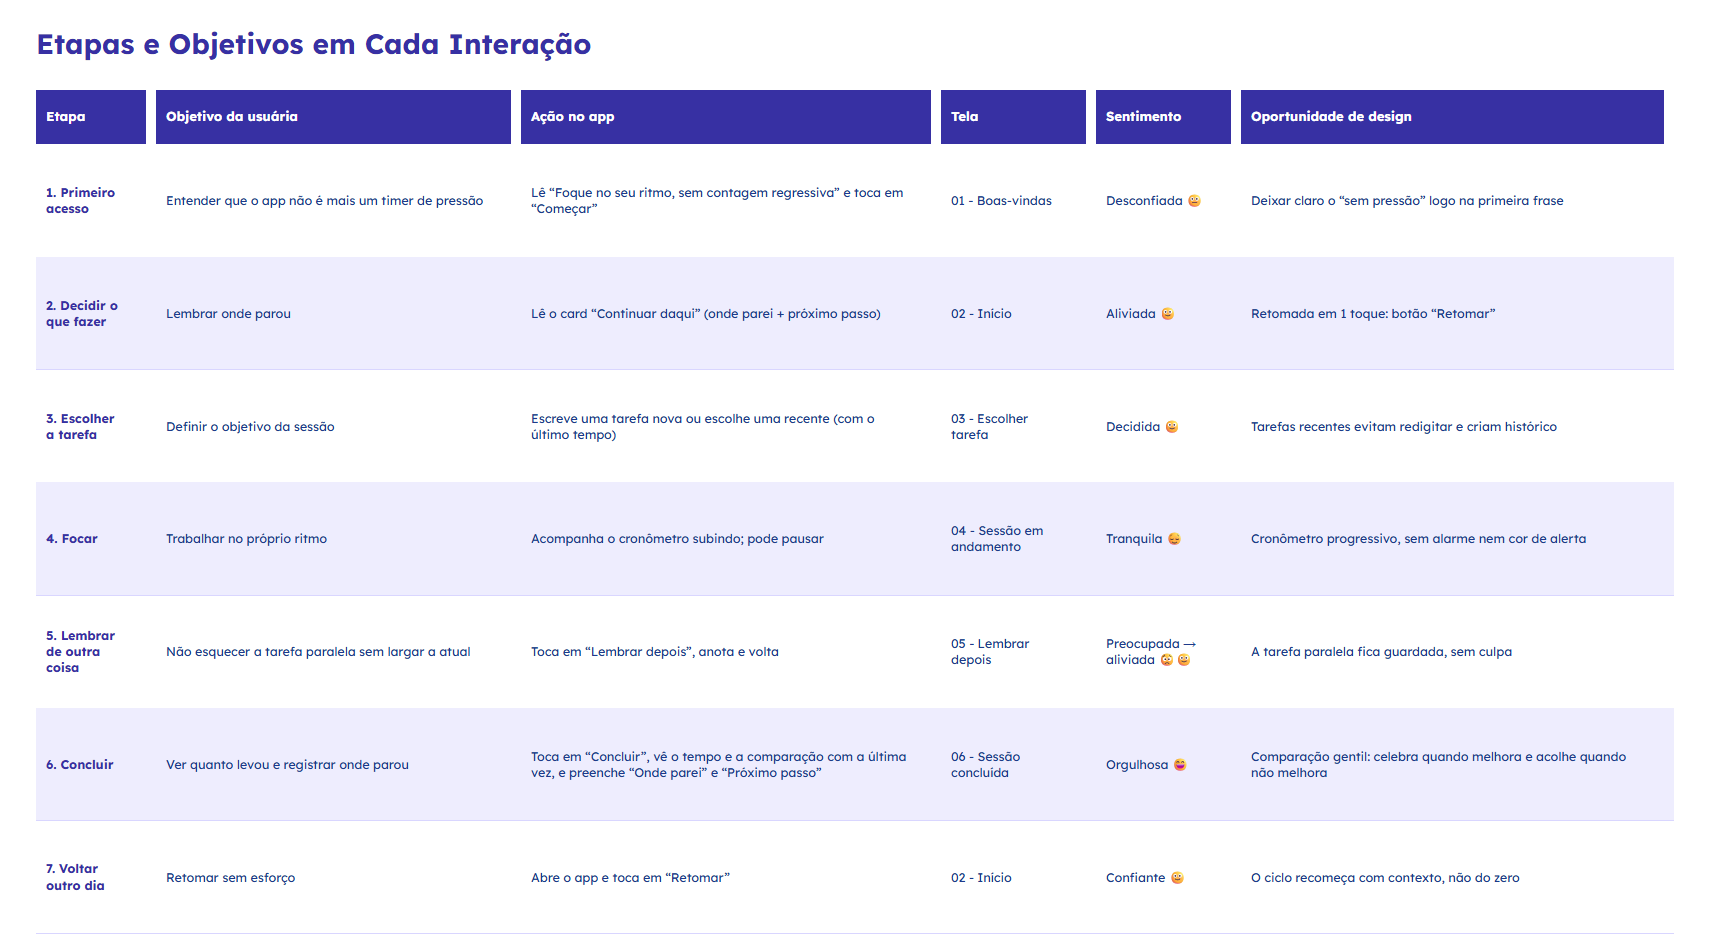 Etapas e Objetivos em Cada Interação
Etapa
Objetivo da usuária
Ação no app
Tela
Sentimento
Oportunidade de design
1. Primeiro
acesso
Entender que o app não é mais um timer de pressão
Lê “Foque no seu ritmo, sem contagem regressiva” e toca em
“Começar”
01 - Boas-vindas
Desconfiada
Deixar claro o “sem pressão” logo na primeira frase
2. Decidir o
que fazer
Lembrar onde parou
Lê o card “Continuar daqui” (onde parei + próximo passo)
02 - Início
Aliviada
Retomada em 1 toque: botão “Retomar”
3. Escolher
a tarefa
Definir o objetivo da sessão
Escreve uma tarefa nova ou escolhe uma recente (com o
último tempo)
03 - Escolher
tarefa
Decidida
Tarefas recentes evitam redigitar e criam histórico
4. Focar
Trabalhar no próprio ritmo
Acompanha o cronômetro subindo; pode pausar
04 - Sessão em
andamento
Tranquila
Cronômetro progressivo, sem alarme nem cor de alerta
5. Lembrar
de outra
coisa
Não esquecer a tarefa paralela sem largar a atual
Toca em “Lembrar depois”, anota e volta
05 - Lembrar
depois
Preocupada →
aliviada
A tarefa paralela fica guardada, sem culpa
6. Concluir
Ver quanto levou e registrar onde parou
Toca em “Concluir”, vê o tempo e a comparação com a última
vez, e preenche “Onde parei” e “Próximo passo”
06 - Sessão
concluída
Orgulhosa
Comparação gentil: celebra quando melhora e acolhe quando
não melhora
7. Voltar
outro dia
Retomar sem esforço
Abre o app e toca em “Retomar”
02 - Início
Confiante
O ciclo recomeça com contexto, não do zero